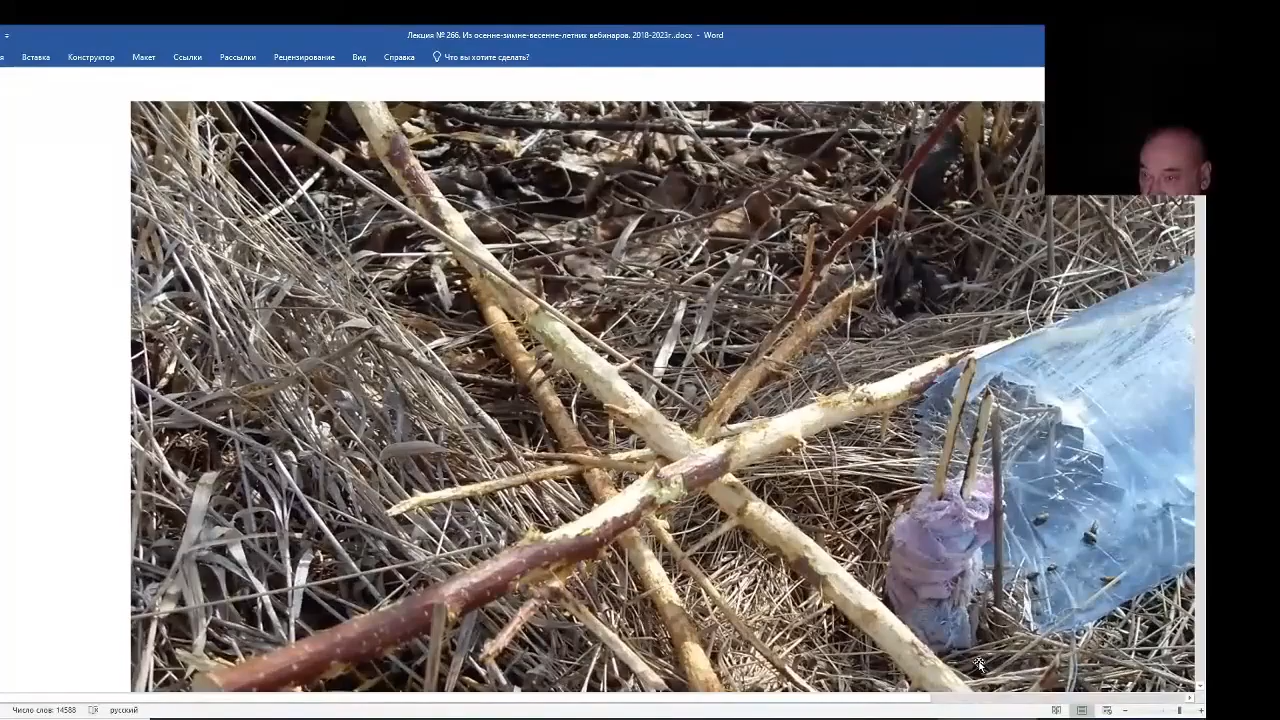 Лекция № 266. Из осенне-зимне-весенне-летних вебинаров. 2018-2023г..docx - Word
я Вставка Конструктор Макет Ссылки Рассылки Рецензирование Вид Справка Что вы хотите сделать?
Число слов: 14588 русский